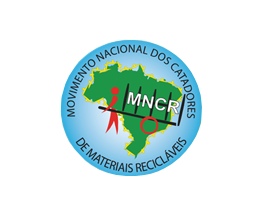 MOVIMENTO NACIONAL DOS CATADORES
MNCR
DE MATERIAIS RECICLÁVEIS